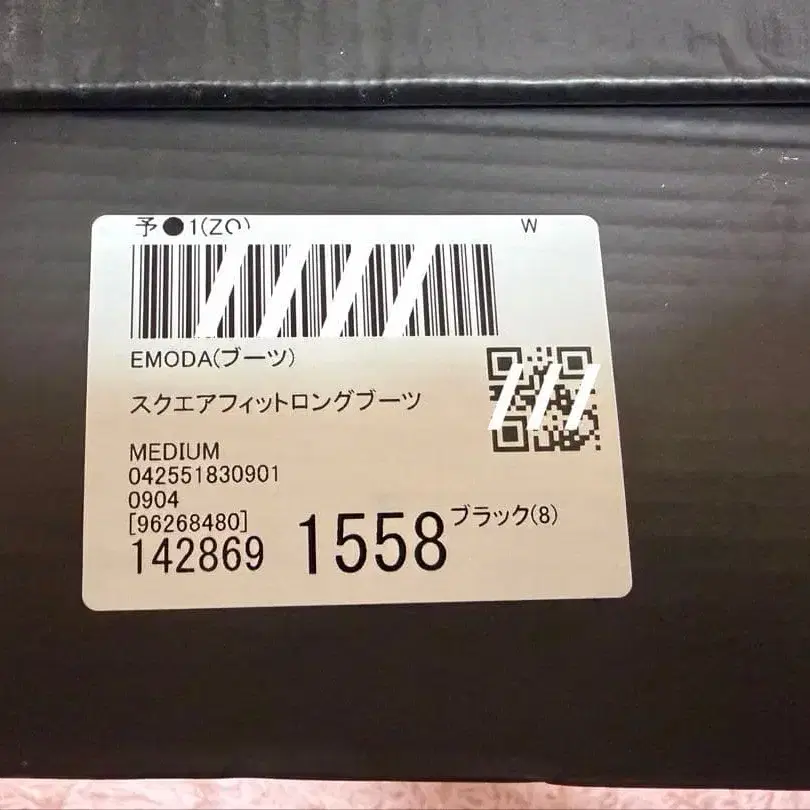 予●1(ZO)
W
EMODA(ブーツ)
スクエアフィットロングブーツ
MEDIUM
042551830901
0904
[96268480]
142869 1558 ブラック(8)